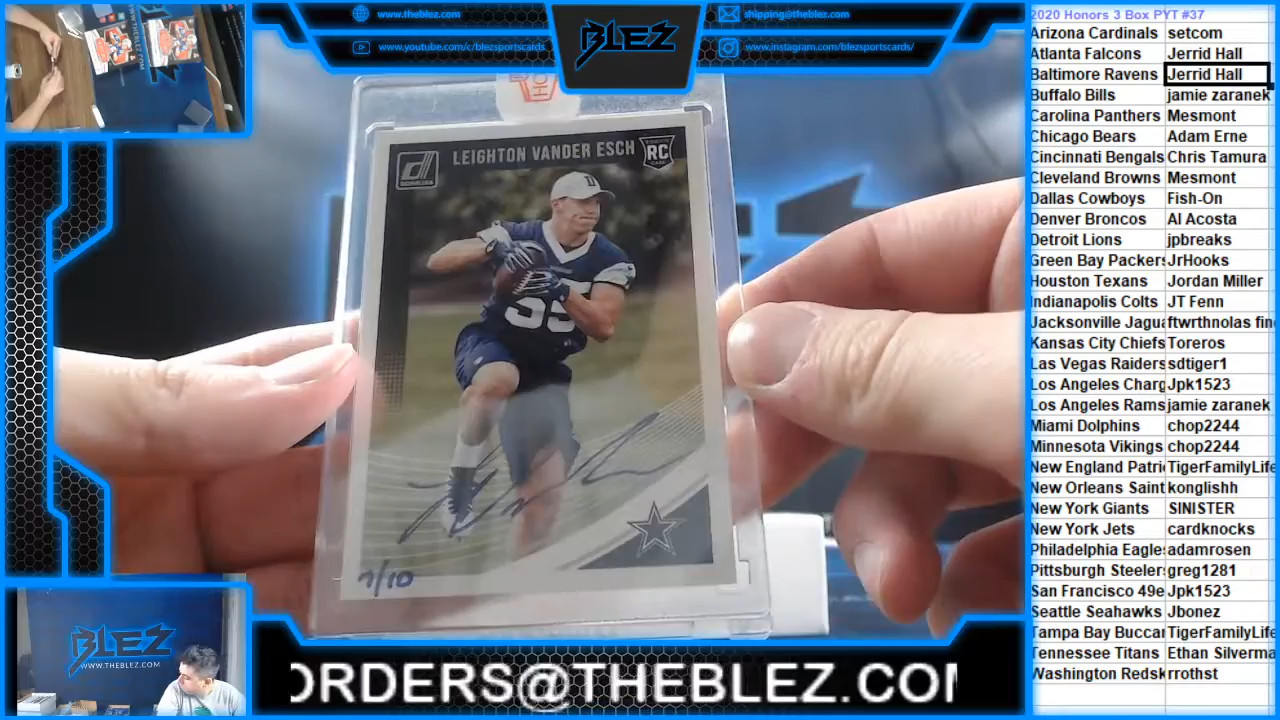 www.theblez.com
shipping@theblez.com
www.youtube.com/c/blezsportscards
www.instagram.com/blezsportscards/
BLEZ
HO
DONRUSS
LEIGHTON VANDER ESCH
RC
55
7/10
BLEZ
WWW.THEBLEZ.COM
ORDERS@THEBLEZ.CO
2020 Honors 3 Box PYT #37
Arizona Cardinals setcom
Atlanta Falcons Jerrid Hall
Baltimore Ravens Jerrid Hall
Buffalo Bills jamie zaranek
Carolina Panthers Mesmont
Chicago Bears Adam Erne
Cincinnati Bengals Chris Tamura
Cleveland Browns Mesmont
Dallas Cowboys Fish-On
Denver Broncos Al Acosta
Detroit Lions jpbreaks
Green Bay Packers JrHooks
Houston Texans Jordan Miller
Indianapolis Colts JT Fenn
Jacksonville Jagua ftwrthnolas fin
Kansas City Chiefs Toreros
Las Vegas Raiders sdtiger1
Los Angeles Charg Jpk1523
Los Angeles Rams jamie zaranek
Miami Dolphins chop2244
Minnesota Vikings chop2244
New England Patri TigerFamilyLife
New Orleans Saint konglishh
New York Giants SINISTER
New York Jets cardknocks
Philadelphia Eagle adamrosen
Pittsburgh Steelers greg1281
San Francisco 49e Jpk1523
Seattle Seahawks Jbonez
Tampa Bay Buccar TigerFamilyLife
Tennessee Titans Ethan Silverma
Washington Redsk rrothst